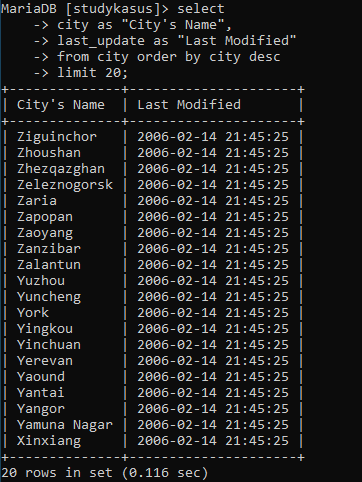 MariaDB [studykasus]> select
    -> city as "City's Name",
    -> last_update as "Last Modified"
    -> from city order by city desc
    -> limit 20;
+--------------+---------------------+
| City's Name  | Last Modified       |
+--------------+---------------------+
| Ziguinchor   | 2006-02-14 21:45:25 |
| Zhoushan     | 2006-02-14 21:45:25 |
| Zhezqazghan  | 2006-02-14 21:45:25 |
| Zeleznogorsk | 2006-02-14 21:45:25 |
| Zaria        | 2006-02-14 21:45:25 |
| Zapopan      | 2006-02-14 21:45:25 |
| Zaoyang      | 2006-02-14 21:45:25 |
| Zanzibar     | 2006-02-14 21:45:25 |
| Zalantun     | 2006-02-14 21:45:25 |
| Yuzhou       | 2006-02-14 21:45:25 |
| Yuncheng     | 2006-02-14 21:45:25 |
| York         | 2006-02-14 21:45:25 |
| Yingkou      | 2006-02-14 21:45:25 |
| Yinchuan     | 2006-02-14 21:45:25 |
| Yerevan      | 2006-02-14 21:45:25 |
| Yaound       | 2006-02-14 21:45:25 |
| Yantai       | 2006-02-14 21:45:25 |
| Yangor       | 2006-02-14 21:45:25 |
| Yamuna Nagar | 2006-02-14 21:45:25 |
| Xinxiang     | 2006-02-14 21:45:25 |
+--------------+---------------------+
20 rows in set (0.116 sec)